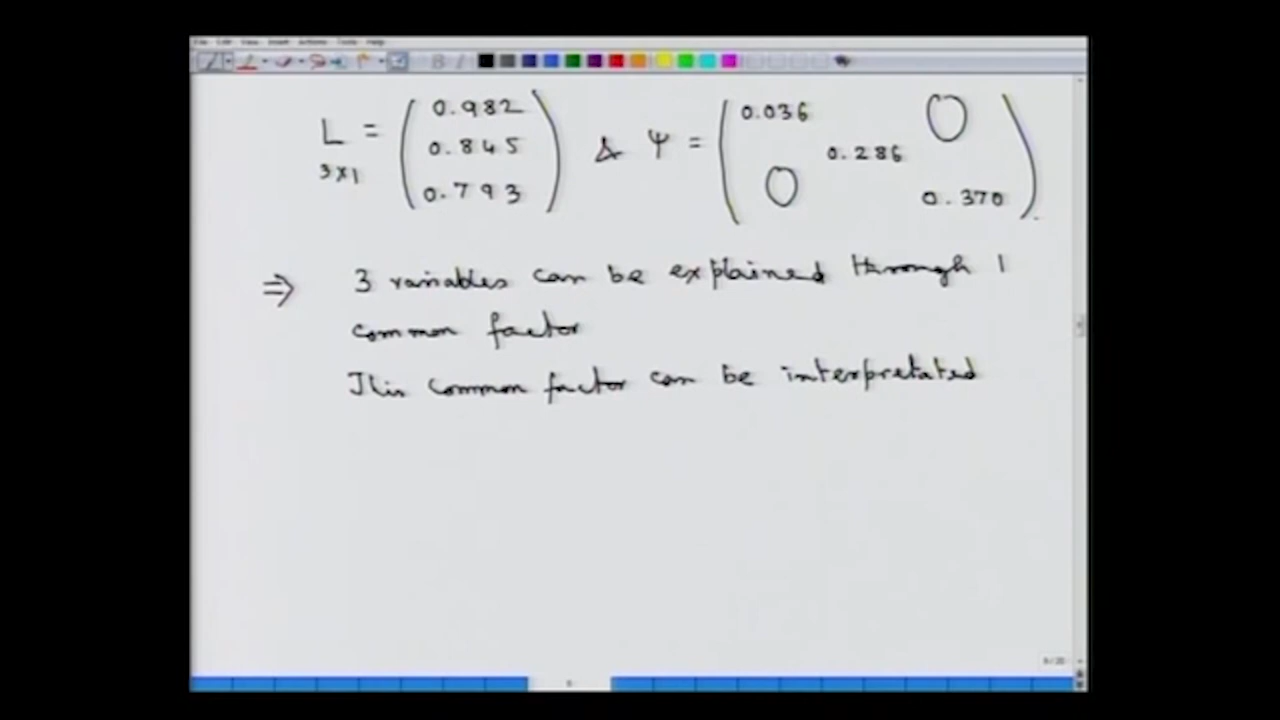 L = ( 0.982 & Ψ = ( 0.036 0
3x1 0.845 0.286
0.793 ) 0 0.370 ) .
⇒ 3 variables can be explained through 1
common factor
This common factor can be interpretated